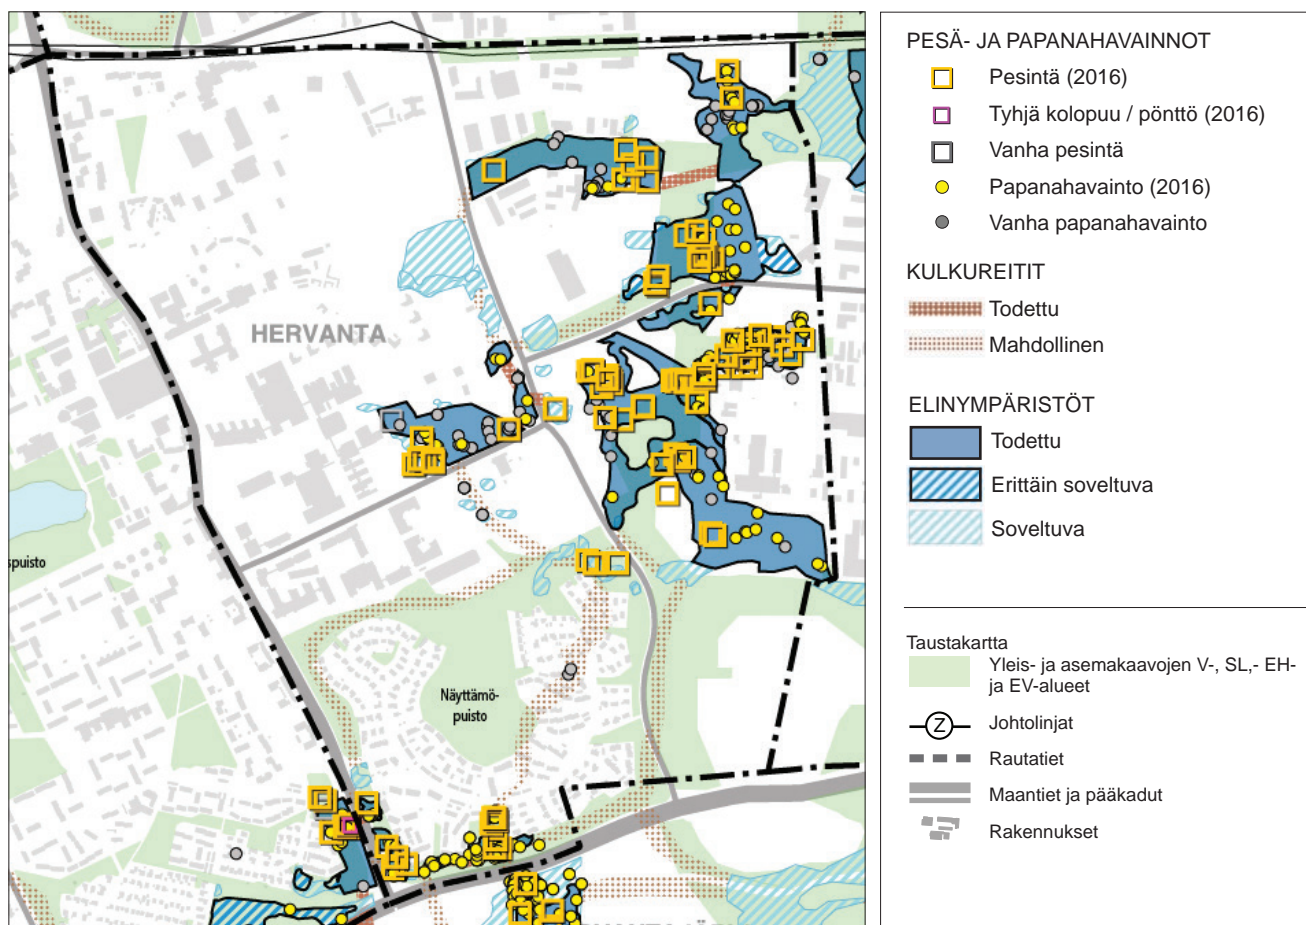 HERVANTA
spuisto
Näyttämö-
puisto
PESÄ- JA PAPANAHAVAINNOT
Pesintä (2016)
Tyhjä kolopuu / pönttö (2016)
Vanha pesintä
Papanahavainto (2016)
Vanha papanahavainto
KULKUREITIT
Todettu
Mahdollinen
ELINYMPÄRISTÖT
Todettu
Erittäin soveltuva
Soveltuva
Taustakartta
Yleis- ja asemakaavojen V-, SL,- EH-
ja EV-alueet
Z Johtolinjat
Rautatiet
Maantiet ja pääkadut
Rakennukset